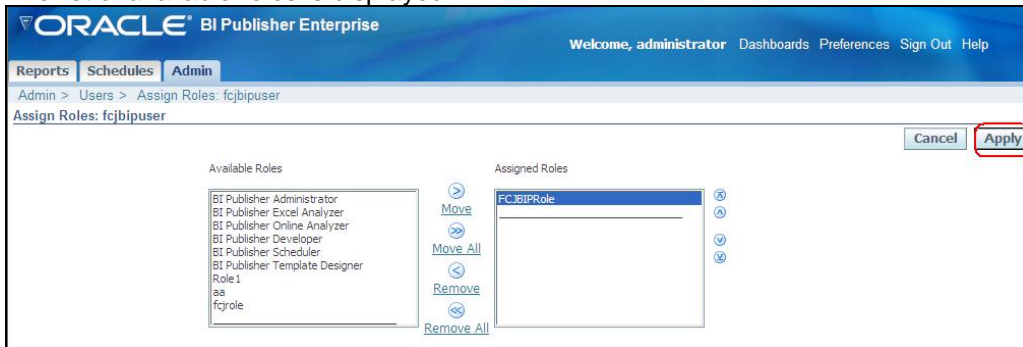 ORACLE BI Publisher Enterprise
Welcome, administrator Dashboards Preferences Sign Out Help
Reports Schedules Admin
Admin > Users > Assign Roles: fcjbipuser
Assign Roles: fcjbipuser
Cancel Apply
Available Roles
BI Publisher Administrator
BI Publisher Excel Analyzer
BI Publisher Online Analyzer
BI Publisher Developer
BI Publisher Scheduler
BI Publisher Template Designer
Role1
aa
fcjrole
Move
Move All
Remove
Remove All
Assigned Roles
FCJBIPRole